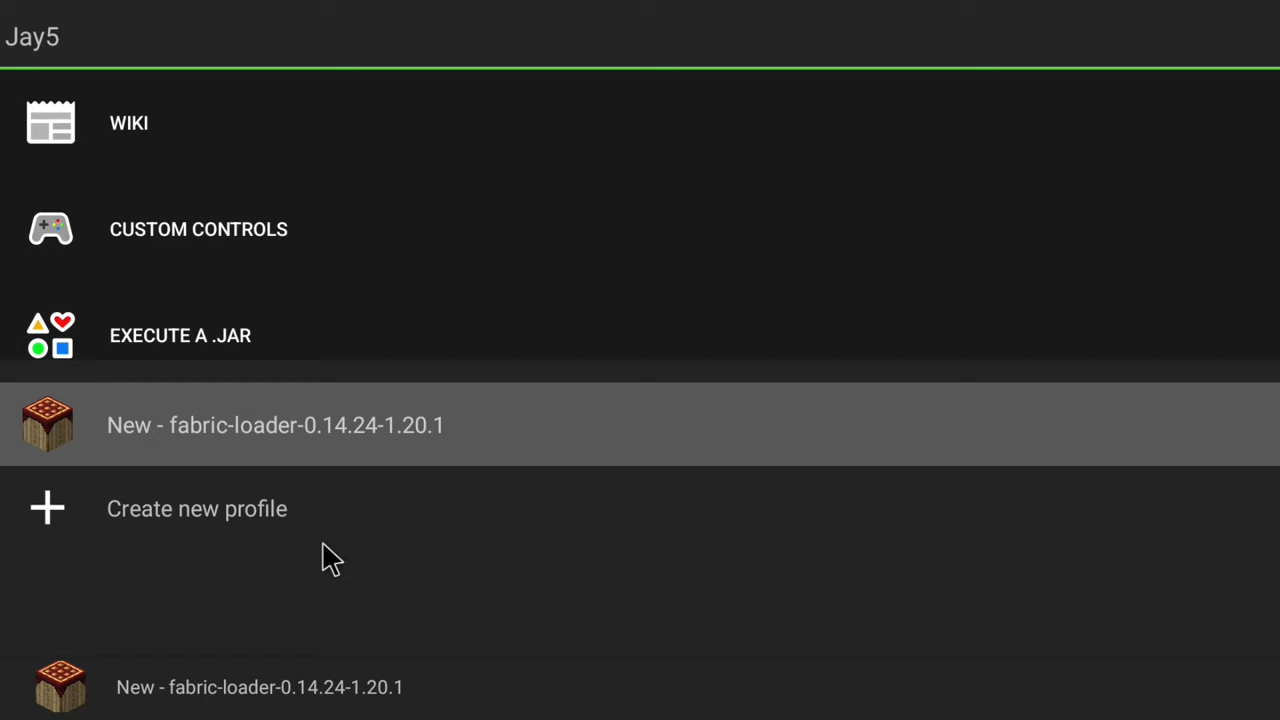 Jay5
WIKI
CUSTOM CONTROLS
EXECUTE A .JAR
New - fabric-loader-0.14.24-1.20.1
Create new profile
New - fabric-loader-0.14.24-1.20.1